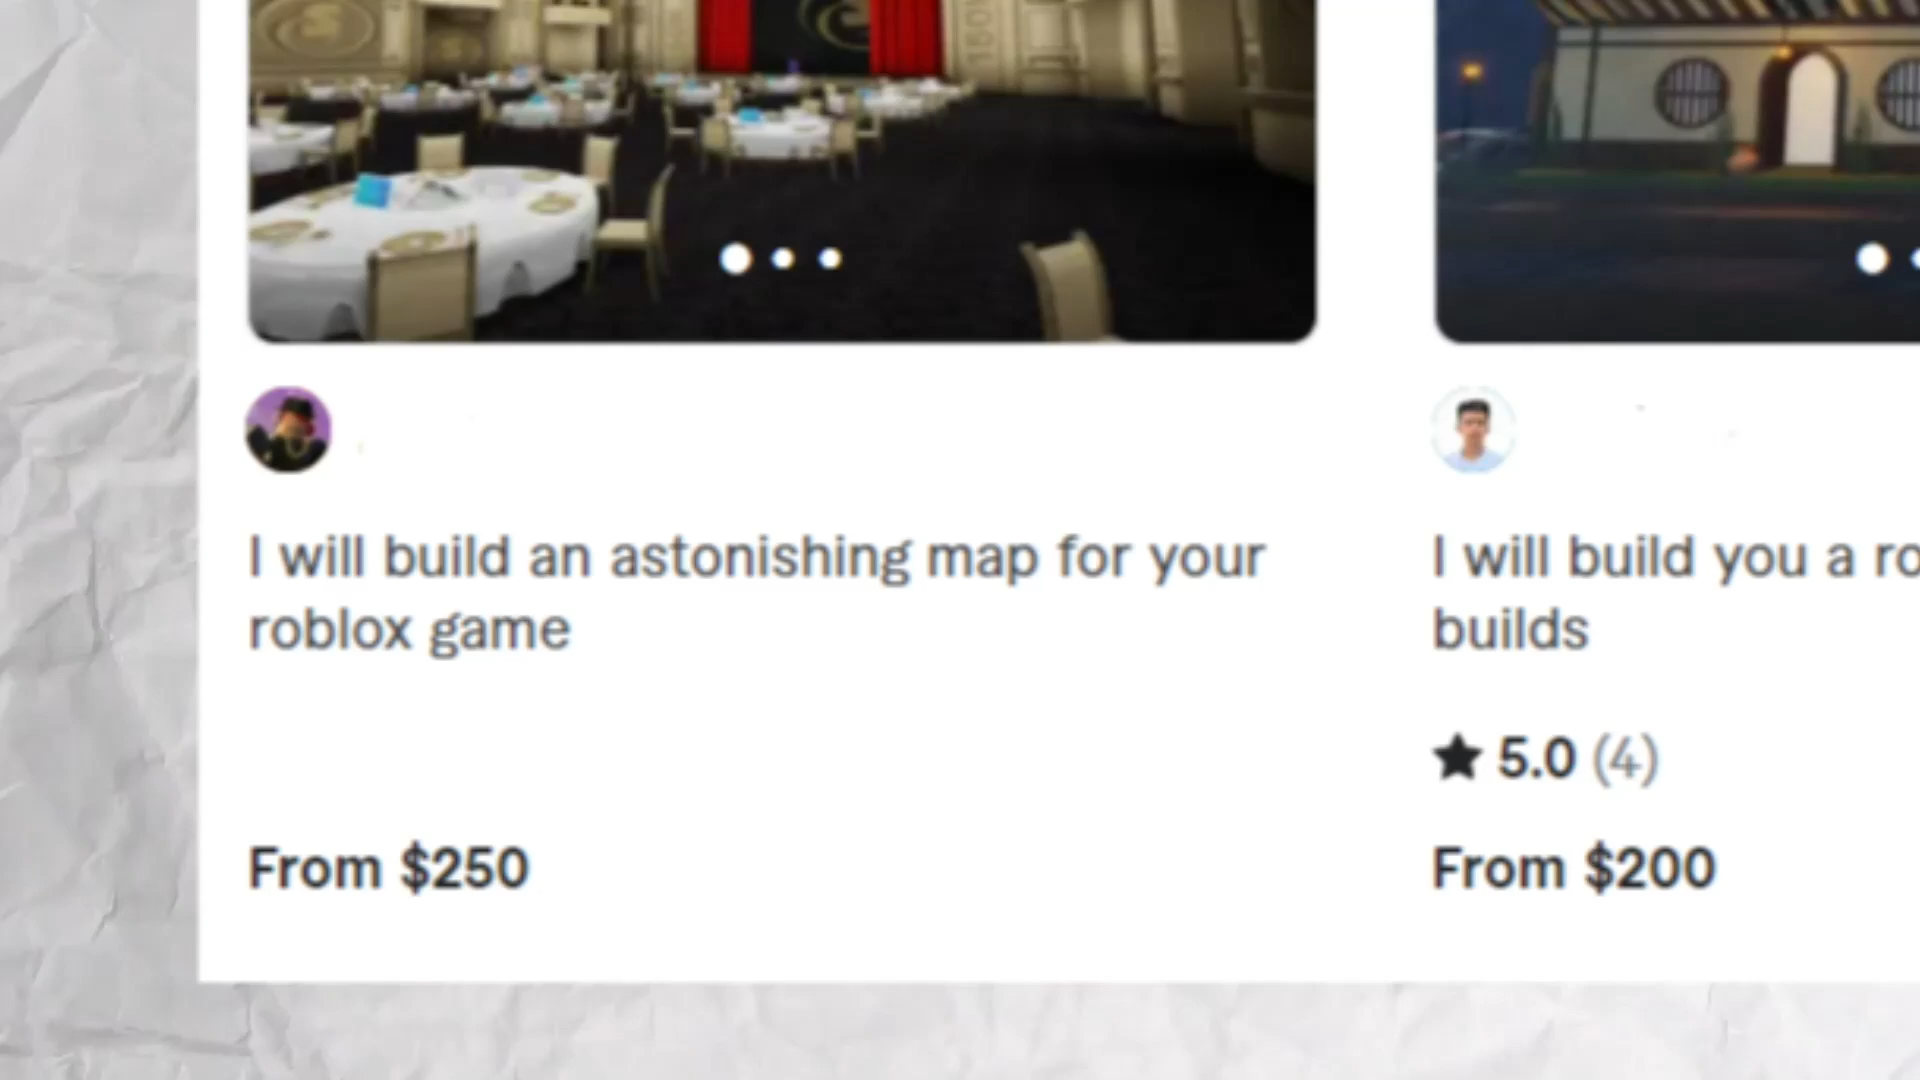 I will build an astonishing map for your
roblox game
From $250
I will build you a
builds
5.0 (4)
From $200